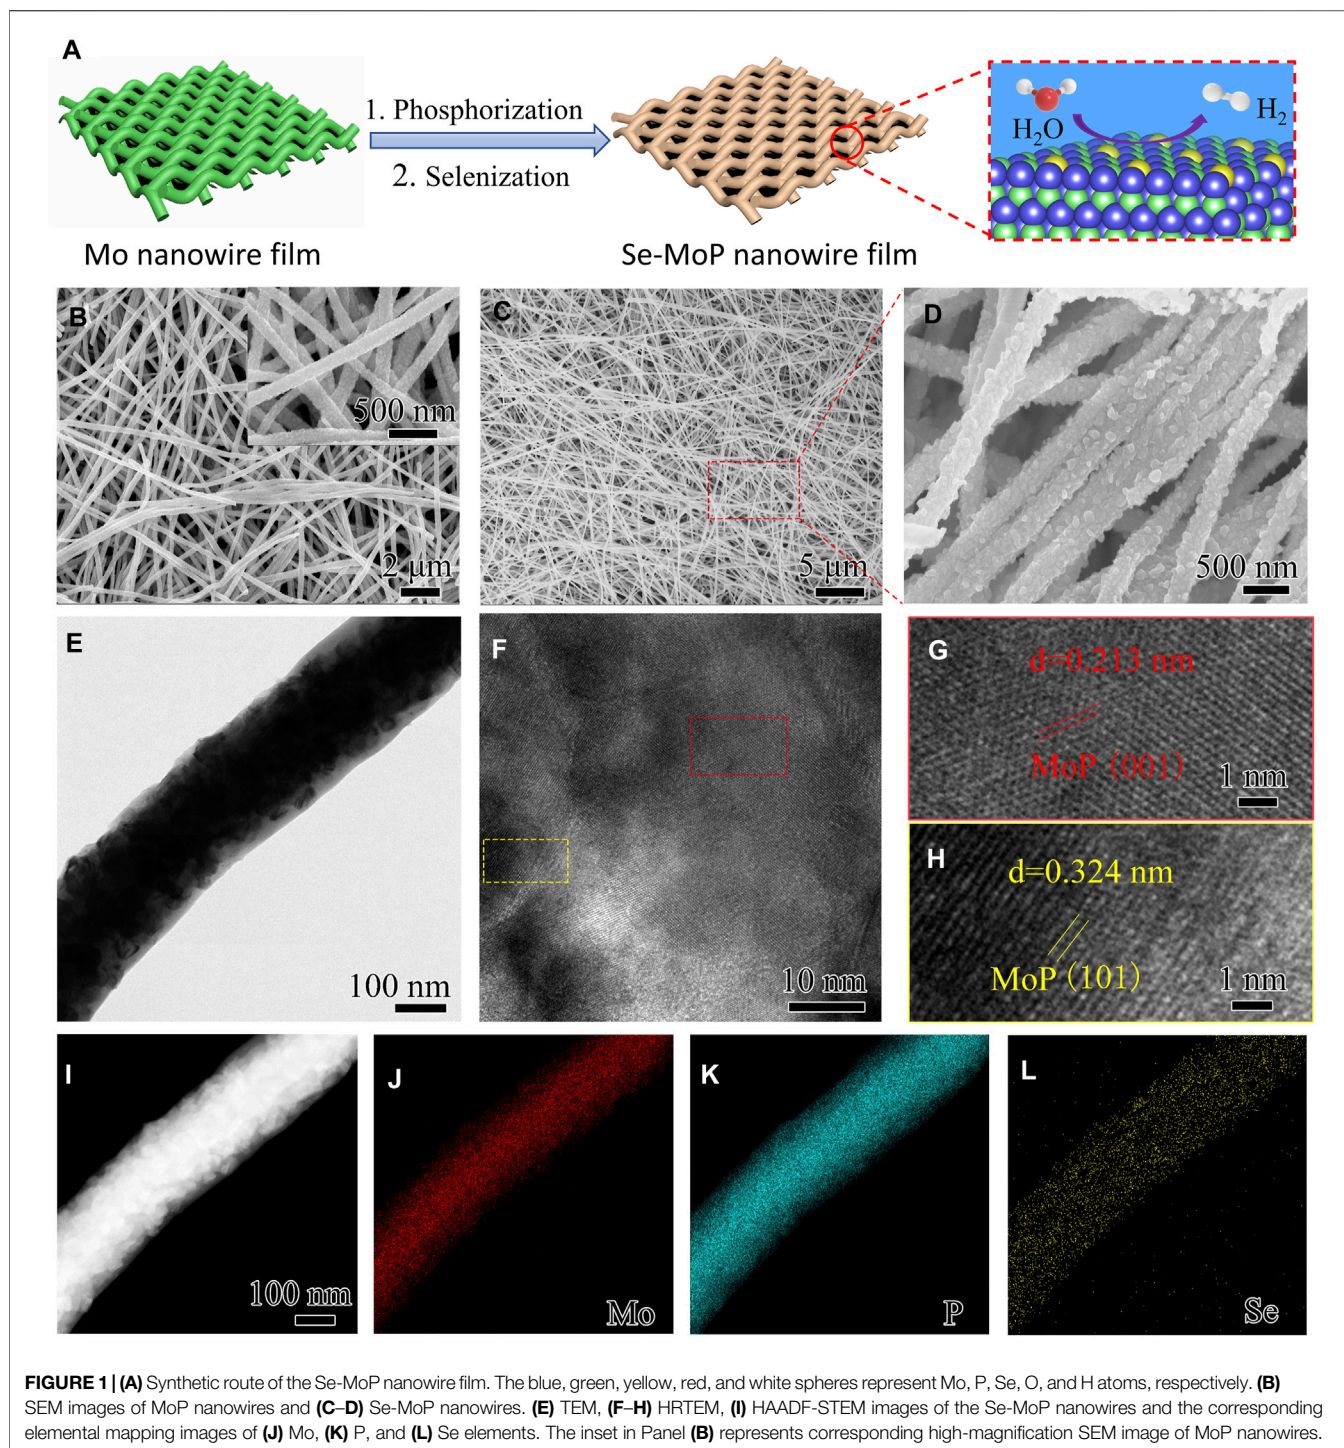 A
1. Phosphorization
2. Selenization
H₂O
H₂
Mo nanowire film
Se-MoP nanowire film
B
500 nm
2 μm
C
5 μm
D
500 nm
E
100 nm
F
10 nm
G
d=0.213 nm
MoP (001)
1 nm
H
d=0.324 nm
MoP (101)
1 nm
I
100 nm
J
Mo
K
P
L
Se
FIGURE 1 | (A) Synthetic route of the Se-MoP nanowire film. The blue, green, yellow, red, and white spheres represent Mo, P, Se, O, and H atoms, respectively. (B)
SEM images of MoP nanowires and (C–D) Se-MoP nanowires. (E) TEM, (F–H) HRTEM, (I) HAADF-STEM images of the Se-MoP nanowires and the corresponding
elemental mapping images of (J) Mo, (K) P, and (L) Se elements. The inset in Panel (B) represents corresponding high-magnification SEM image of MoP nanowires.